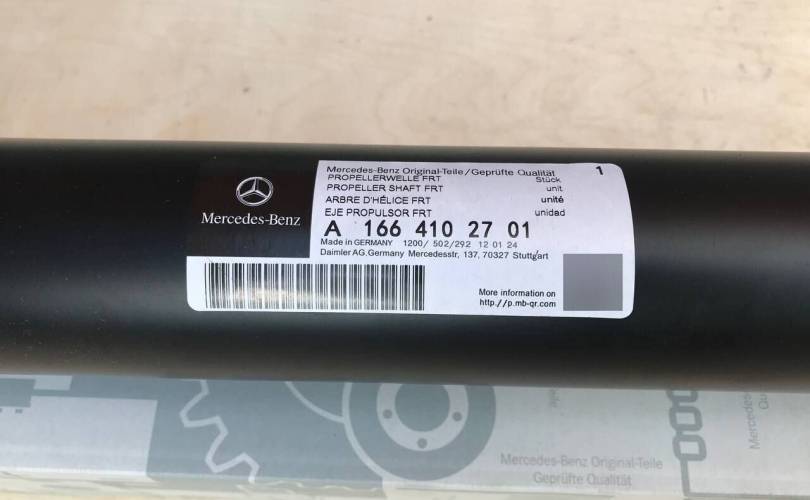 Mercedes-Benz
Mercedes-Benz Original-Teile/Geprüfte Qualität 1
PROPELLERWELLE FRT Stück
PROPELLER SHAFT FRT unit
ARBRE D'HÉLICE FRT unité
EJE PROPULSOR FRT unidad
A 166 410 27 01
Made in GERMANY 1200/ 502/292 12 01 24
Daimler AG,Germany Mercedesstr, 137, 70327 Stuttgart
More information on
http://p.mb-qr.com
Mercedes-Benz Original-Teile
Geprüfte Qualität